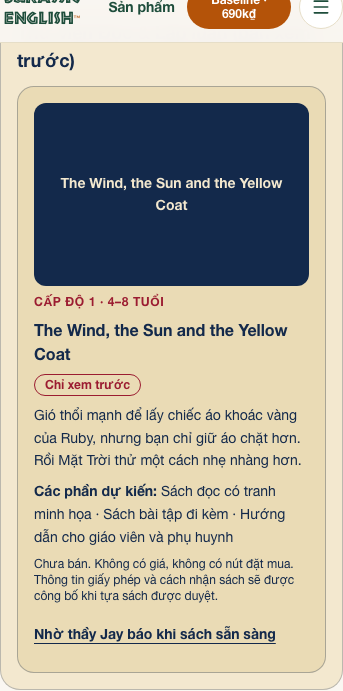 JURASSIC
ENGLISH™
Sản phẩm
Baseline ·
690k₫
trước)
The Wind, the Sun and the Yellow
Coat
CẤP ĐỘ 1 · 4–8 TUỔI
The Wind, the Sun and the Yellow
Coat
Chỉ xem trước
Gió thổi mạnh để lấy chiếc áo khoác vàng
của Ruby, nhưng bạn chỉ giữ áo chặt hơn.
Rồi Mặt Trời thử một cách nhẹ nhàng hơn.
Các phần dự kiến: Sách đọc có tranh
minh họa · Sách bài tập đi kèm · Hướng
dẫn cho giáo viên và phụ huynh
Chưa bán. Không có giá, không có nút đặt mua.
Thông tin giấy phép và cách nhận sách sẽ được
công bố khi tựa sách được duyệt.
Nhờ thầy Jay báo khi sách sẵn sàng